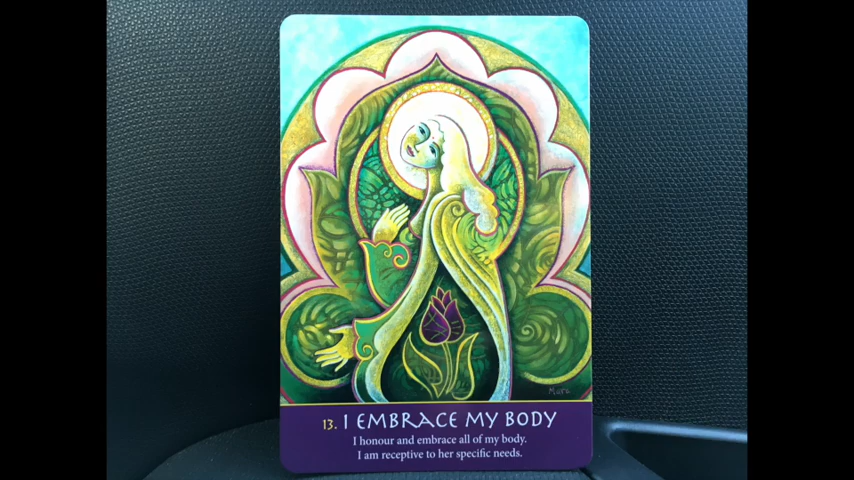 13. I EMBRACE MY BODY
I honour and embrace all of my body.
I am receptive to her specific needs.